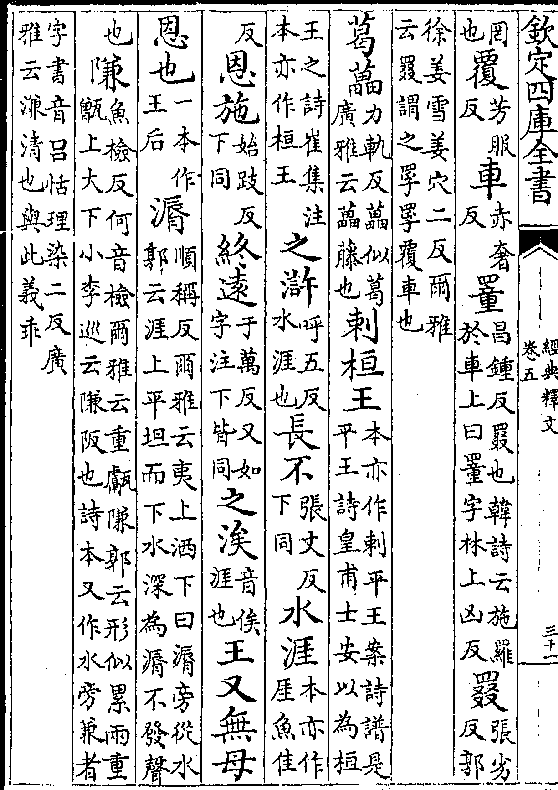 欽定四庫全書
經典釋文
卷五
三十一
罔也覆芳服反車赤奢反罿昌鍾反罬也韓詩云施羅於車上曰罿字林上凶反罬張劣反郭
徐姜雪姜穴二反爾雅云罬謂之罦罦覆車也
葛藟力軌反藟似葛廣雅云藟藤也刺桓王本亦作刺平王案詩譜是平王詩皇甫士安以為桓
王之詩崔集注本亦作桓王之滸呼五反水涯也長不張丈反下同水涯本亦作厓魚佳
反恩施始豉反下同終遠于萬反又如字注下皆同之涘音俟涯也王又無母
恩也一本作王后漘順稱反爾雅云夷上洒下曰漘旁從水郭云涯上平坦而下水深為漘不發聲
也隒魚檢反何音檢爾雅云重甗隒郭云形似累兩重甑上大下小李巡云隒阪也詩本又作水旁兼者
字書音呂恬理染二反廣雅云溓清也與此義乖